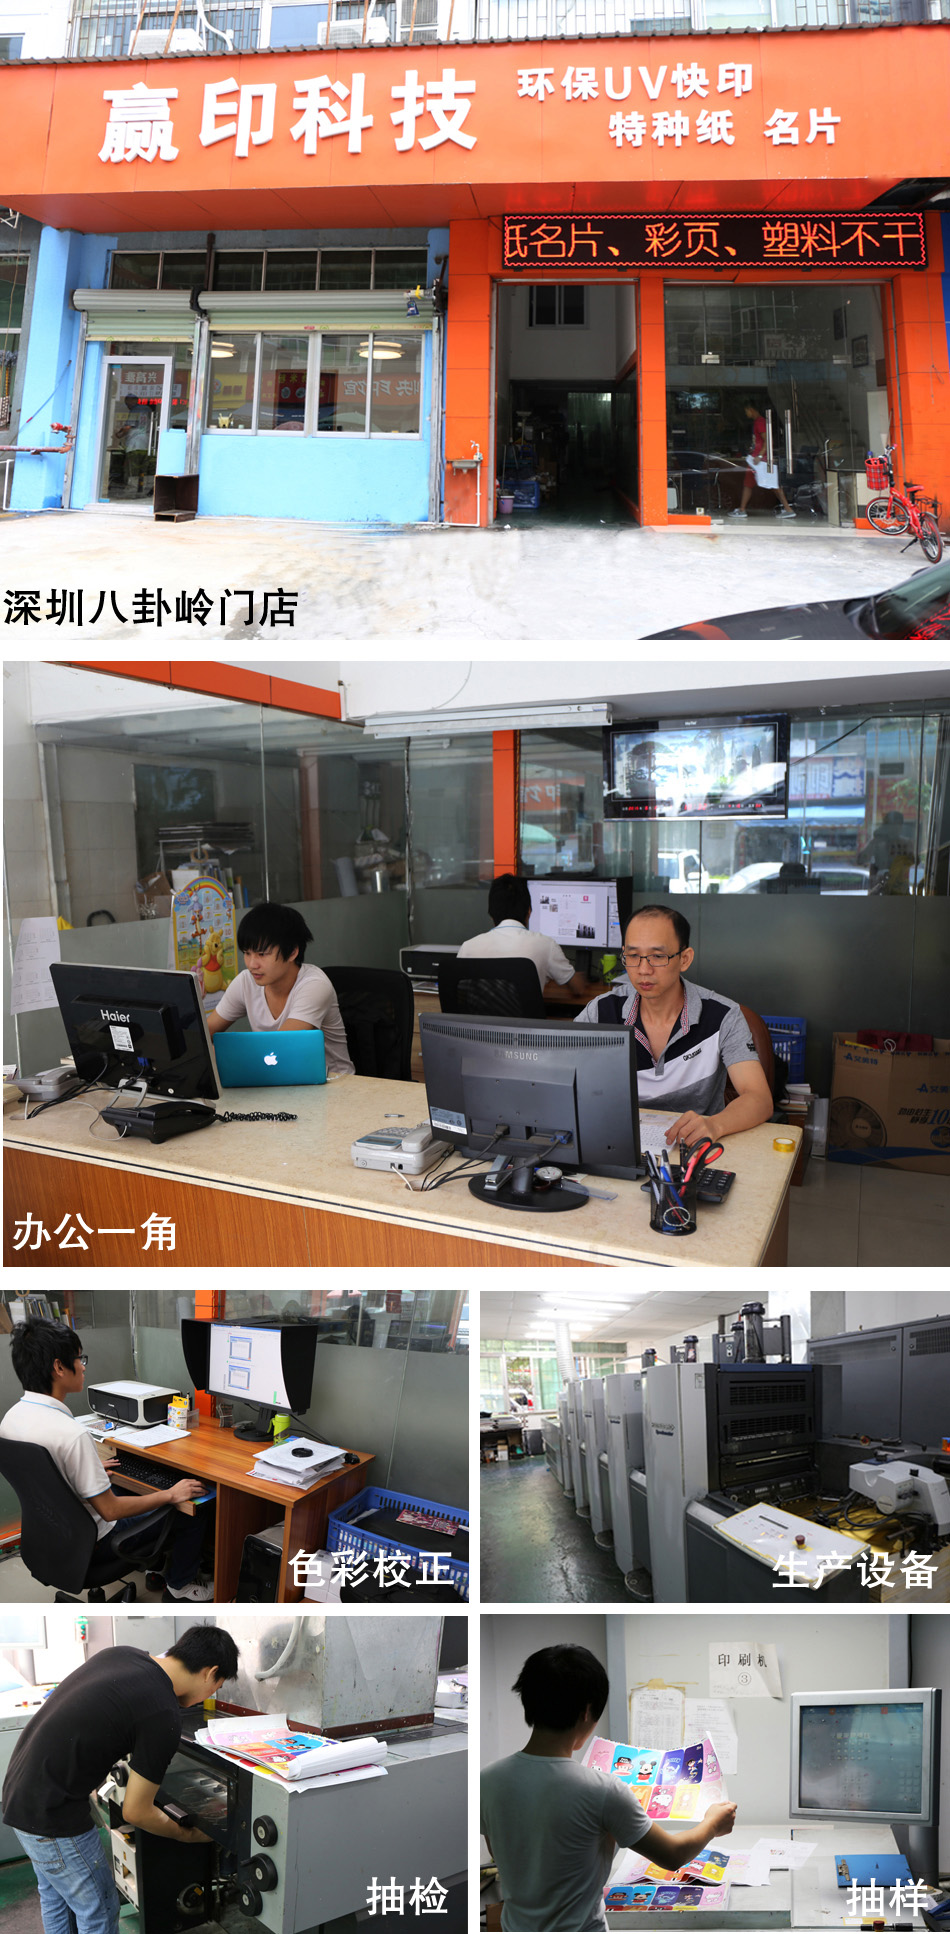 赢印科技
环保UV快印
特种纸 名片
纸名片、彩页、塑料不干
深圳八卦岭门店
Haier
SAMSUNG
办公一角
色彩校正
生产设备
印刷机
③
抽检
抽样